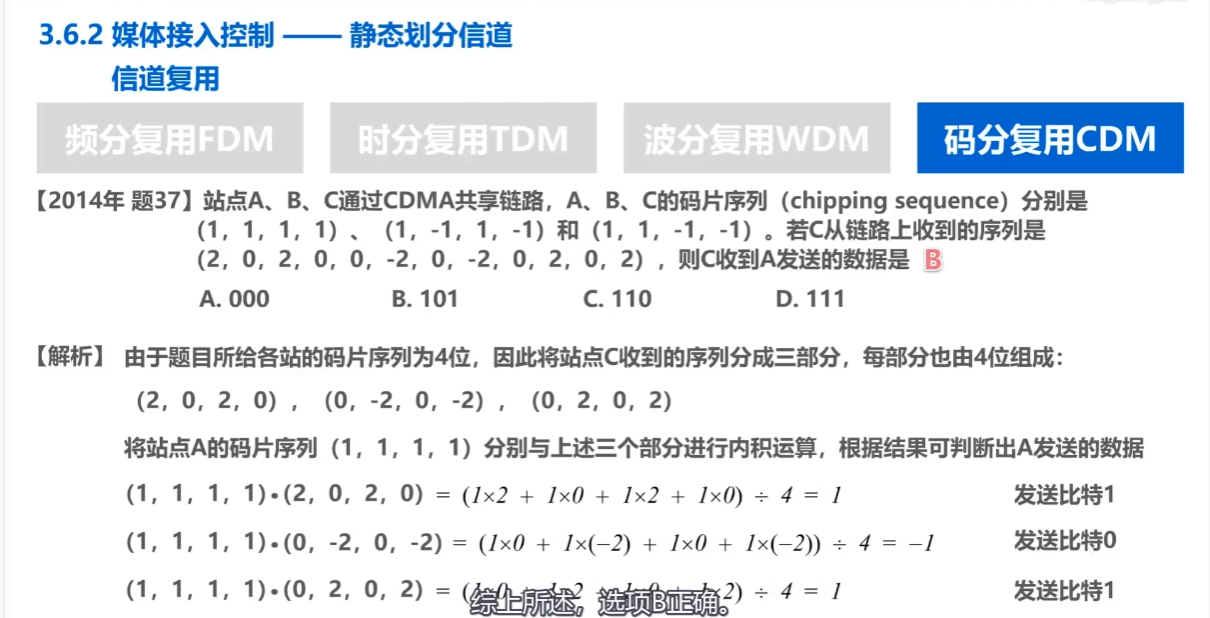 3.6.2 媒体接入控制 —— 静态划分信道
信道复用
频分复用FDM 时分复用TDM 波分复用WDM 码分复用CDM
【2014年 题37】站点A、B、C通过CDMA共享链路，A、B、C的码片序列（chipping sequence）分别是
（1，1，1，1）、（1，-1，1，-1）和（1，1，-1，-1）。若C从链路上收到的序列是
（2，0，2，0，0，-2，0，-2，0，2，0，2），则C收到A发送的数据是 B
A. 000 B. 101 C. 110 D. 111
【解析】 由于题目所给各站的码片序列为4位，因此将站点C收到的序列分成三部分，每部分也由4位组成：
（2，0，2，0），（0，-2，0，-2），（0，2，0，2）
将站点A的码片序列（1，1，1，1）分别与上述三个部分进行内积运算，根据结果可判断出A发送的数据
(1，1，1，1)•(2，0，2，0) = (1×2 + 1×0 + 1×2 + 1×0) ÷ 4 = 1 发送比特1
(1，1，1，1)•(0，-2，0，-2) = (1×0 + 1×(−2) + 1×0 + 1×(−2)) ÷ 4 = −1 发送比特0
(1，1，1，1)•(0，2，0，2) = (1×0 + 1×2 + 1×0 + 1×2) ÷ 4 = 1 发送比特1
综上所述，选项B正确。